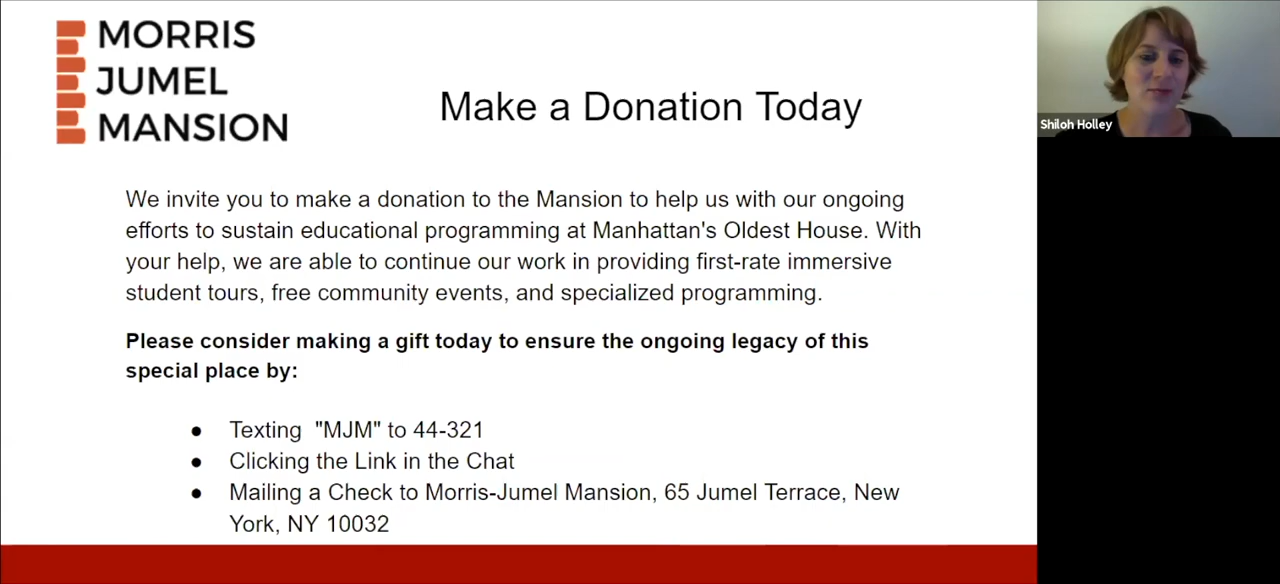 MORRIS
JUMEL
MANSION
Make a Donation Today
We invite you to make a donation to the Mansion to help us with our ongoing
efforts to sustain educational programming at Manhattan's Oldest House. With
your help, we are able to continue our work in providing first-rate immersive
student tours, free community events, and specialized programming.
Please consider making a gift today to ensure the ongoing legacy of this
special place by:
● Texting "MJM" to 44-321
● Clicking the Link in the Chat
● Mailing a Check to Morris-Jumel Mansion, 65 Jumel Terrace, New
York, NY 10032
Shiloh Holley